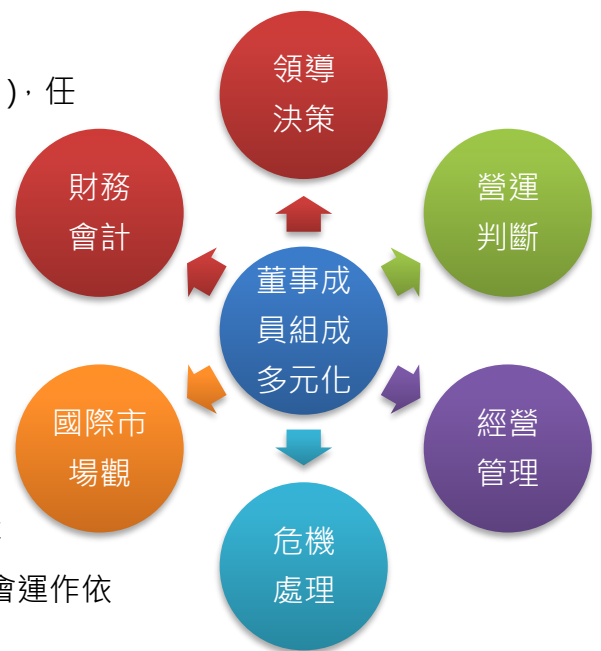 )，任
領導
決策
財務
會計
營運
判斷
董事成
員組成
多元化
國際市
場觀
經營
管理
危機
處理
會運作依